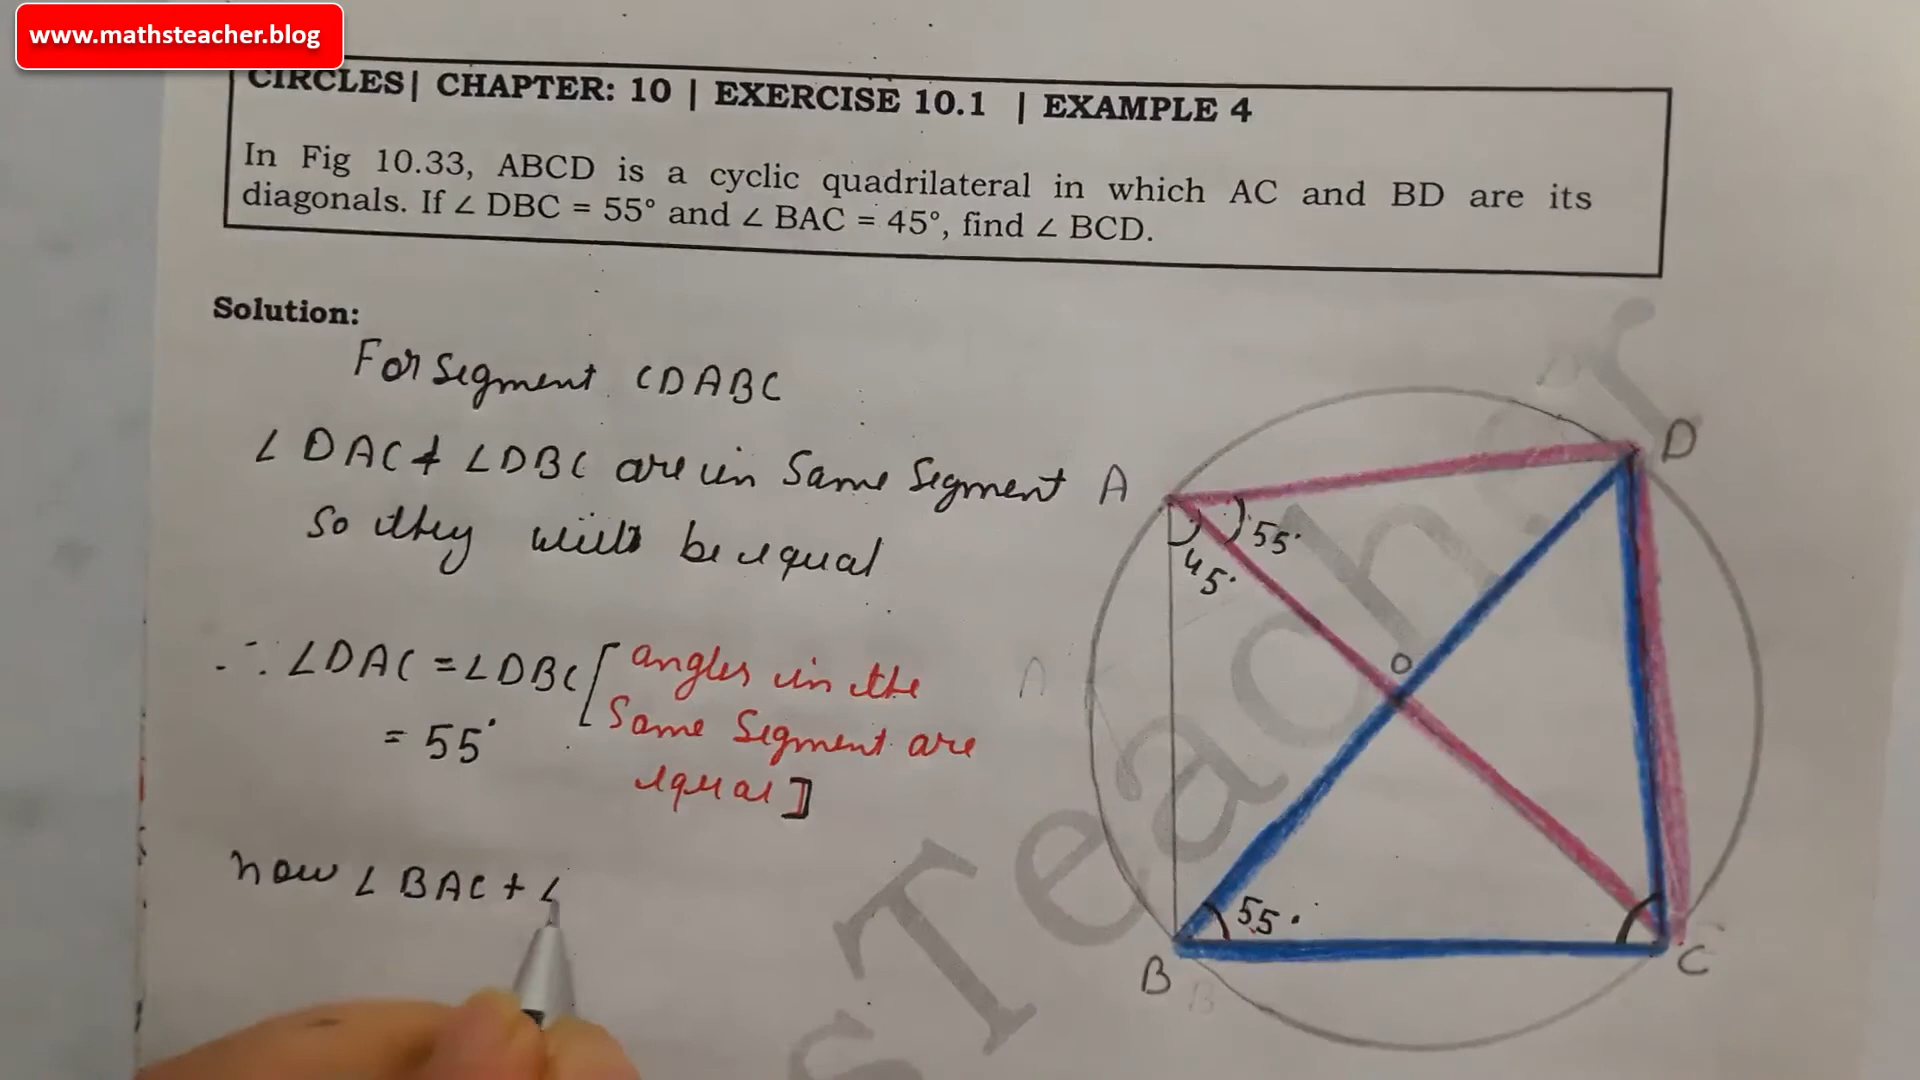 www.mathsteacher.blog
CIRCLES| CHAPTER: 10 | EXERCISE 10.1 | EXAMPLE 4
In Fig 10.33, ABCD is a cyclic quadrilateral in which AC and BD are its
diagonals. If ∠ DBC = 55° and ∠ BAC = 45°, find ∠ BCD.
Solution:
For segment CDABC
∠DAC & ∠DBC are in Same Segment
So they will be equal
∴ ∠DAC = ∠DBC [angles in the
= 55° Same Segment are
equal]
now ∠BAC + ∠
A
D
55°
45°
O
A
55°
B
B
C
sTeacher